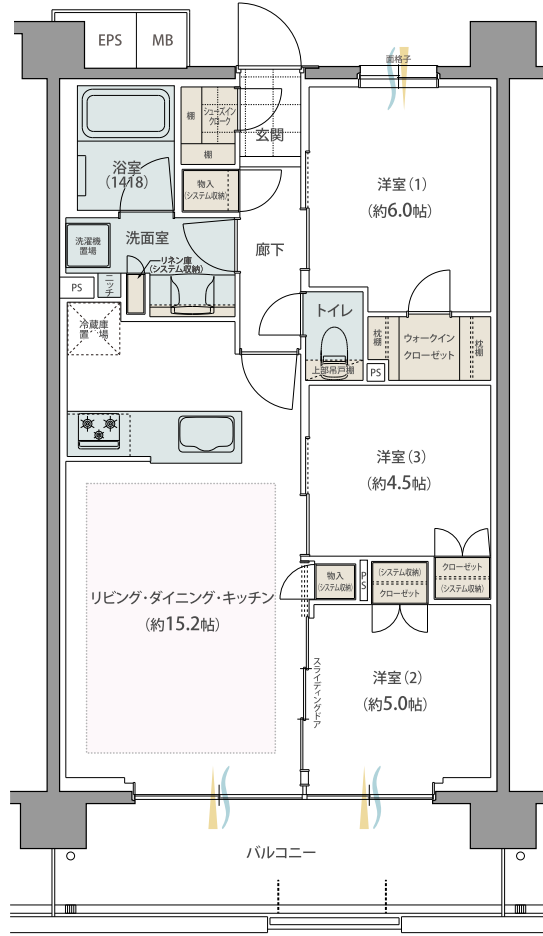 EPS
MB
面格子
棚
シューズイン
クローク
棚
玄関
浴室
(1418)
物入
(システム収納)
洋室(1)
(約6.0帖)
洗濯機
置場
洗面室
廊下
リネン庫
(システム収納)
PS
ニッチ
冷蔵庫
置場
トイレ
上部吊戸棚
枕棚
ウォークイン
クローゼット
枕棚
PS
洋室(3)
(約4.5帖)
物入
(システム収納)
PS
(システム収納)
クローゼット
クローゼット
(システム収納)
リビング・ダイニング・キッチン
(約15.2帖)
スライディングドア
洋室(2)
(約5.0帖)
バルコニー